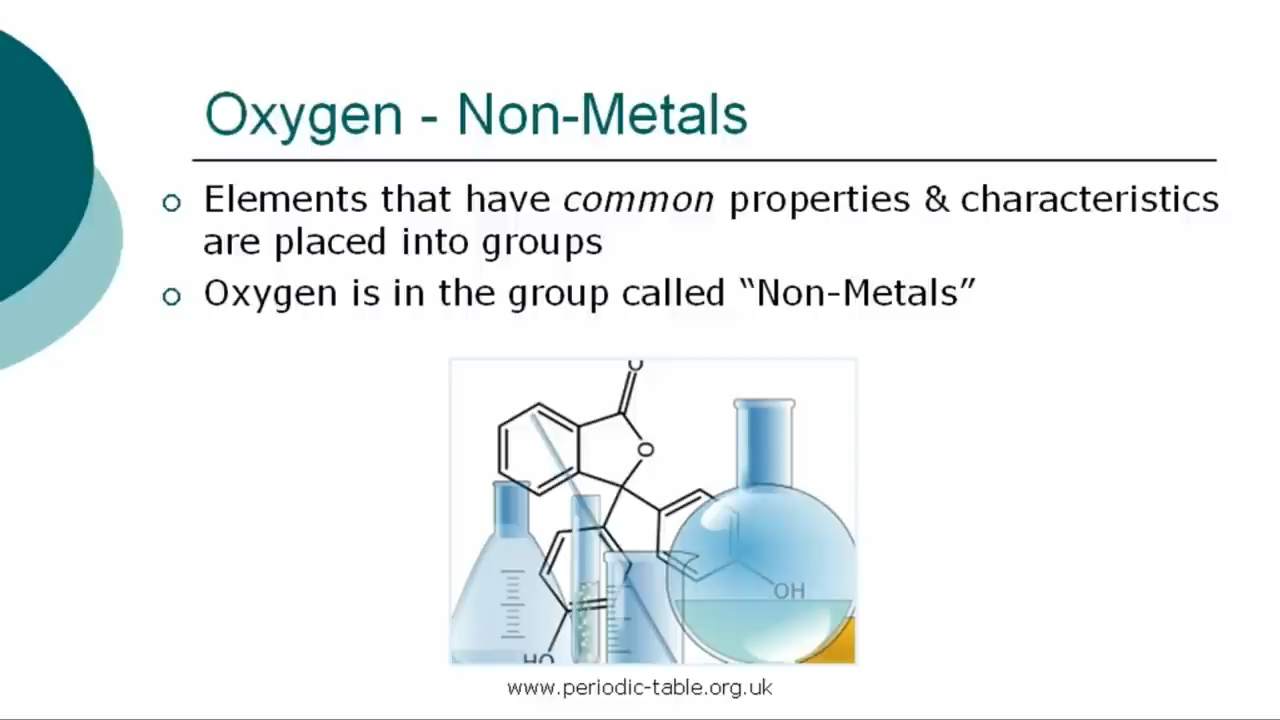 Oxygen - Non-Metals
Elements that have common properties & characteristics
are placed into groups
Oxygen is in the group called “Non-Metals”
O
O
OH
HO
www.periodic-table.org.uk